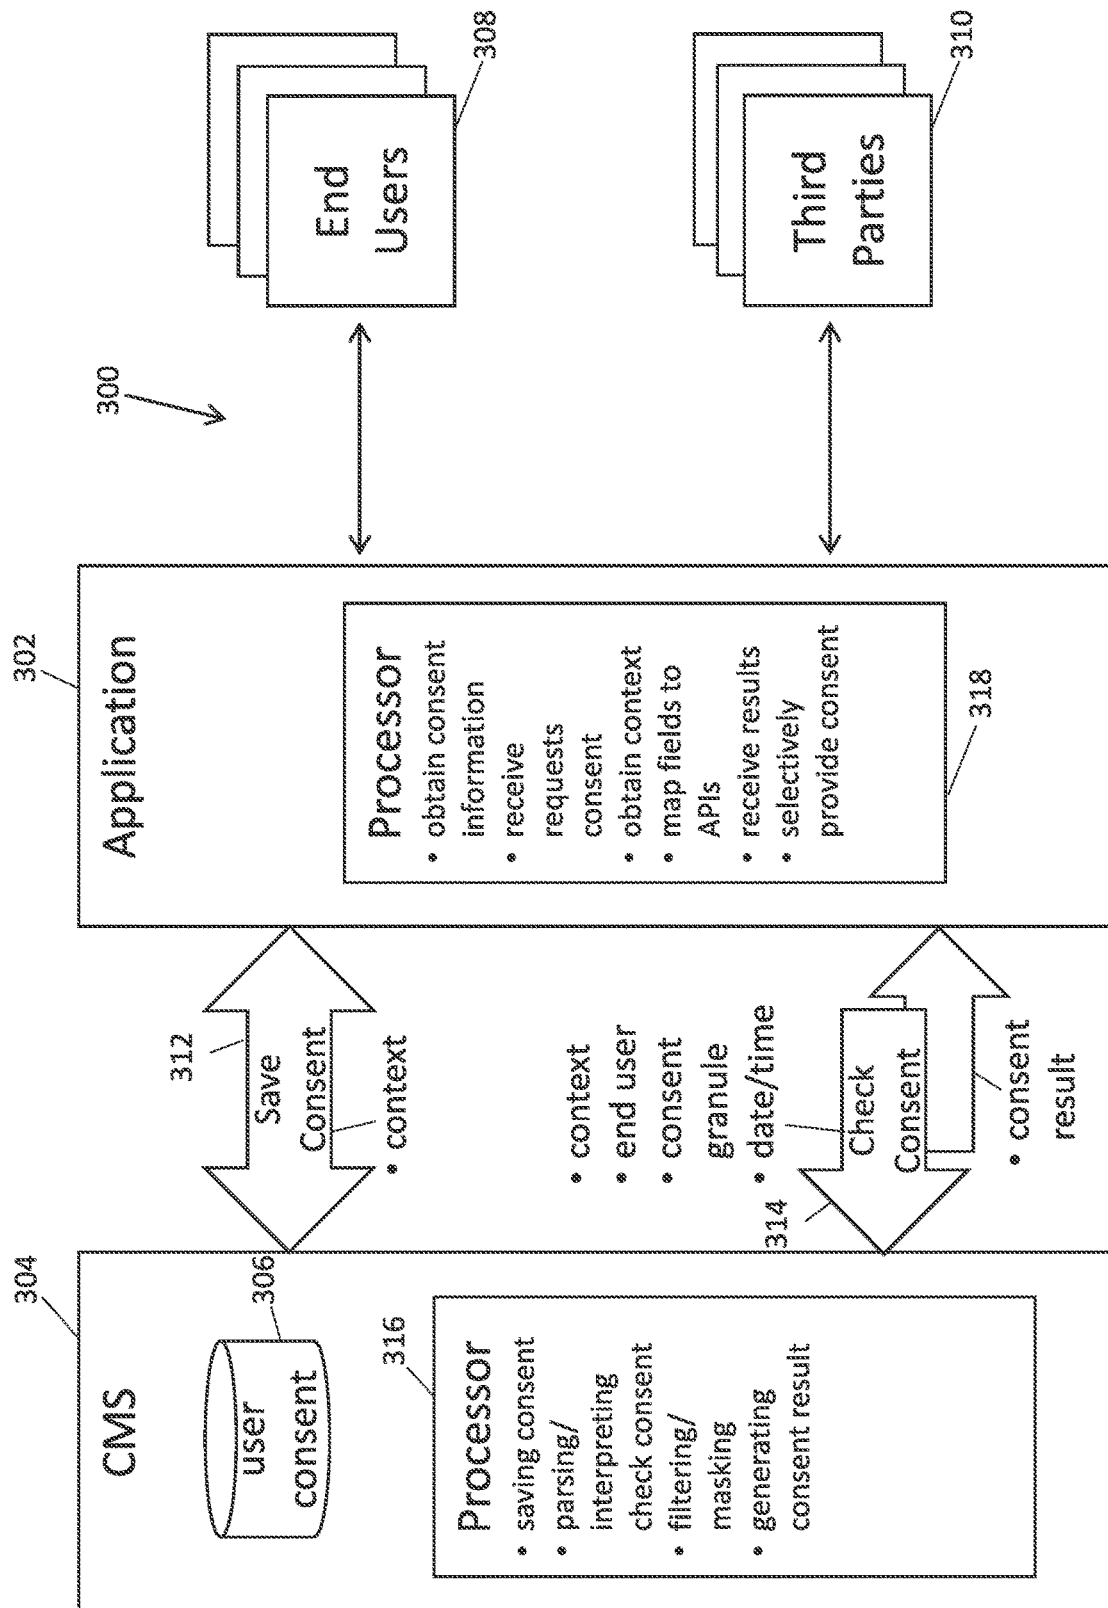 300
304
CMS
306
user
consent
316
Processor
• saving consent
• parsing/
interpreting
check consent
• filtering/
masking
• generating
consent result
312
Save
Consent
• context
• context
• end user
• consent
granule
• date/time
314
Check
Consent
• consent
result
302
Application
Processor
• obtain consent
information
• receive
requests
consent
• obtain context
• map fields to
APIs
• receive results
• selectively
provide consent
318
End
Users
308
Third
Parties
310